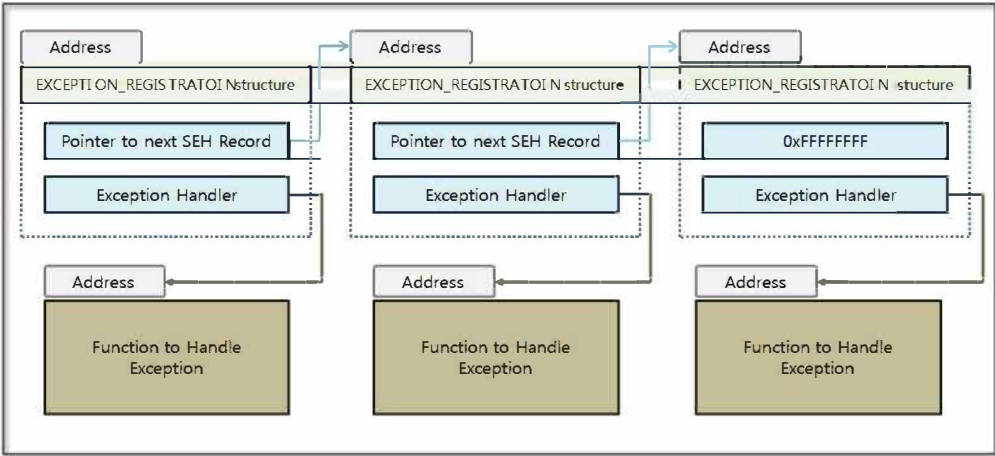 Address
Address
Address
EXCEPTI ON_REGIS TRATOI Nstructure
EXCEPTION_REGISTRATOI N structure
EXCEPTION_REGISTRATOI N structure
Pointer to next SEH Record
Pointer to next SEH Record
0xFFFFFFFF
Exception Handler
Exception Handler
Exception Handler
Address
Address
Address
Function to Handle
Exception
Function to Handle
Exception
Function to Handle
Exception